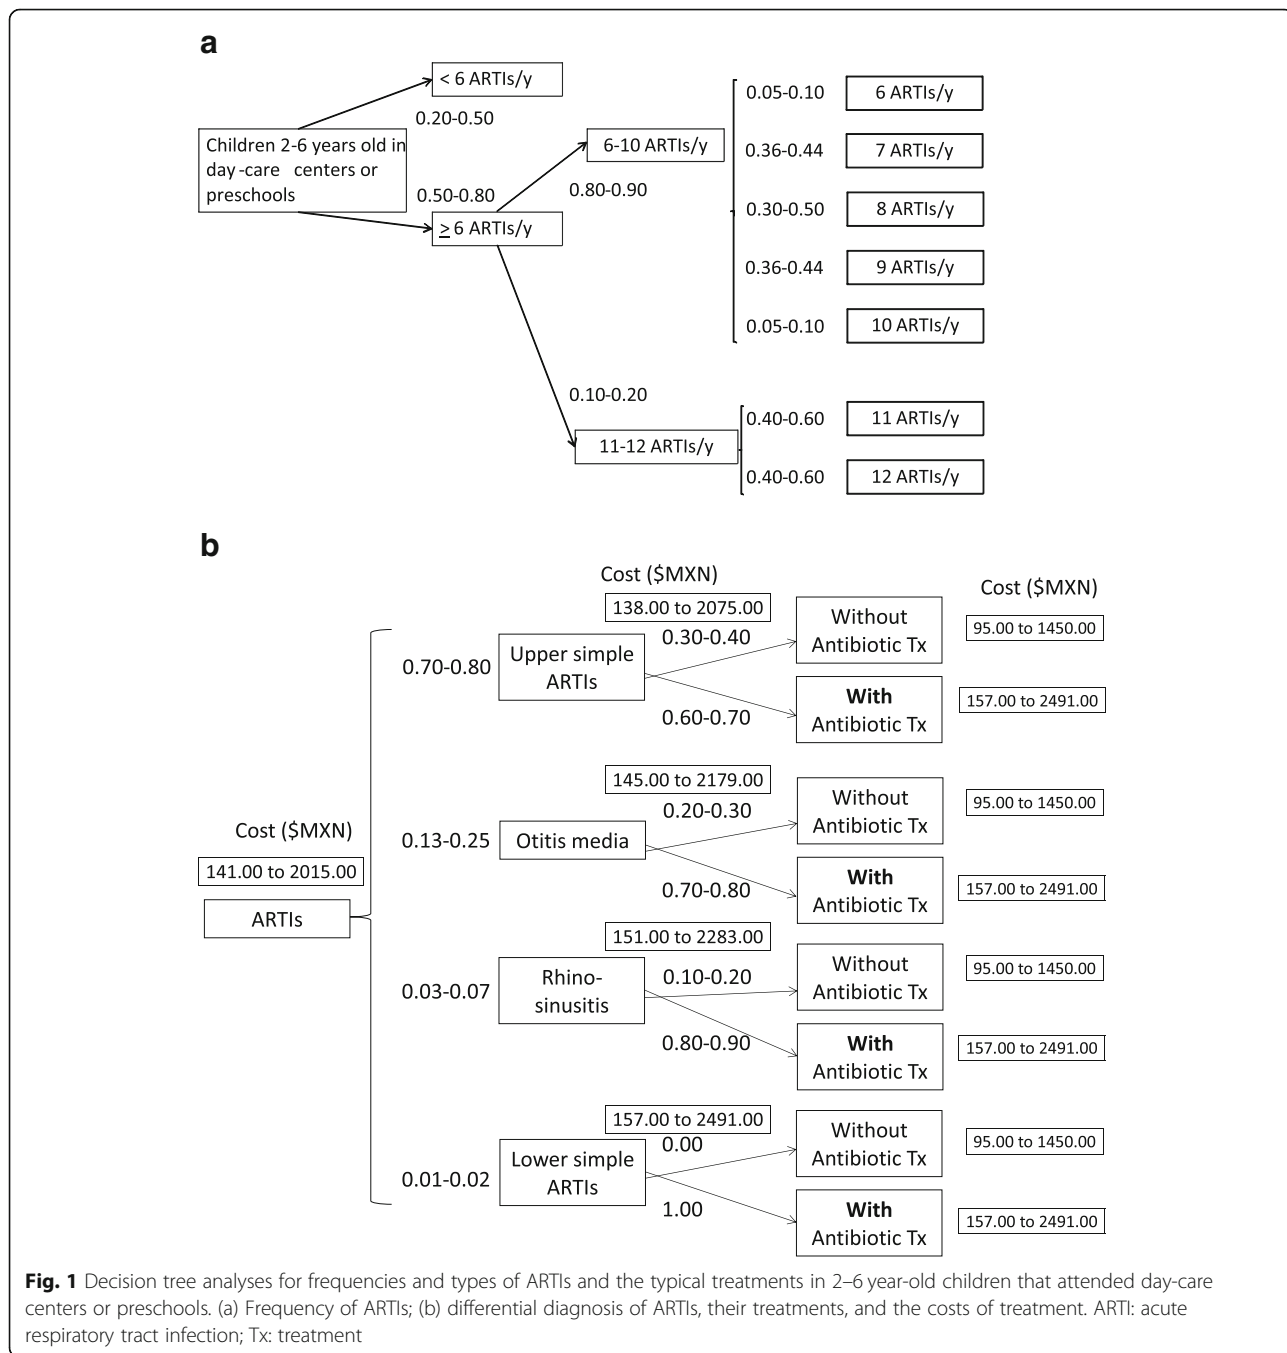 a
< 6 ARTIs/y
0.20-0.50
Children 2-6 years old in
day-care centers or
preschools
0.50-0.80
≥ 6 ARTIs/y
6-10 ARTIs/y
0.80-0.90
0.05-0.10 6 ARTIs/y
0.36-0.44 7 ARTIs/y
0.30-0.50 8 ARTIs/y
0.36-0.44 9 ARTIs/y
0.05-0.10 10 ARTIs/y
0.10-0.20
11-12 ARTIs/y
0.40-0.60 11 ARTIs/y
0.40-0.60 12 ARTIs/y
b
Cost ($MXN)
141.00 to 2015.00
ARTIs
Cost ($MXN)
Cost ($MXN)
0.70-0.80
Upper simple
ARTIs
138.00 to 2075.00
0.30-0.40
Without
Antibiotic Tx
95.00 to 1450.00
0.60-0.70
With
Antibiotic Tx
157.00 to 2491.00
0.13-0.25
Otitis media
145.00 to 2179.00
0.20-0.30
Without
Antibiotic Tx
95.00 to 1450.00
0.70-0.80
With
Antibiotic Tx
157.00 to 2491.00
0.03-0.07
Rhino-
sinusitis
151.00 to 2283.00
0.10-0.20
Without
Antibiotic Tx
95.00 to 1450.00
0.80-0.90
With
Antibiotic Tx
157.00 to 2491.00
0.01-0.02
Lower simple
ARTIs
157.00 to 2491.00
0.00
Without
Antibiotic Tx
95.00 to 1450.00
1.00
With
Antibiotic Tx
157.00 to 2491.00
Fig. 1 Decision tree analyses for frequencies and types of ARTIs and the typical treatments in 2–6 year-old children that attended day-care
centers or preschools. (a) Frequency of ARTIs; (b) differential diagnosis of ARTIs, their treatments, and the costs of treatment. ARTI: acute
respiratory tract infection; Tx: treatment